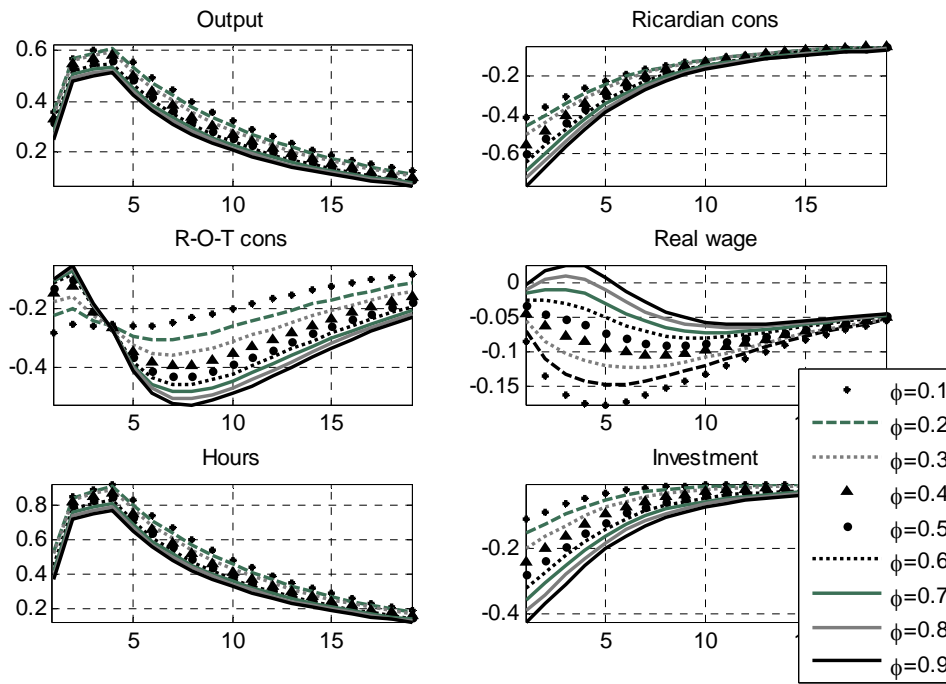 Output
Ricardian cons
0.6
0.4
0.2
5
10
15
-0.2
-0.4
-0.6
5
10
15
R-O-T cons
Real wage
-0.2
-0.4
5
10
15
0
-0.05
-0.1
-0.15
5
10
15
Hours
Investment
0.8
0.6
0.4
0.2
5
10
15
-0.2
-0.4
5
10
ϕ=0.1
ϕ=0.2
ϕ=0.3
ϕ=0.4
ϕ=0.5
ϕ=0.6
ϕ=0.7
ϕ=0.8
ϕ=0.9